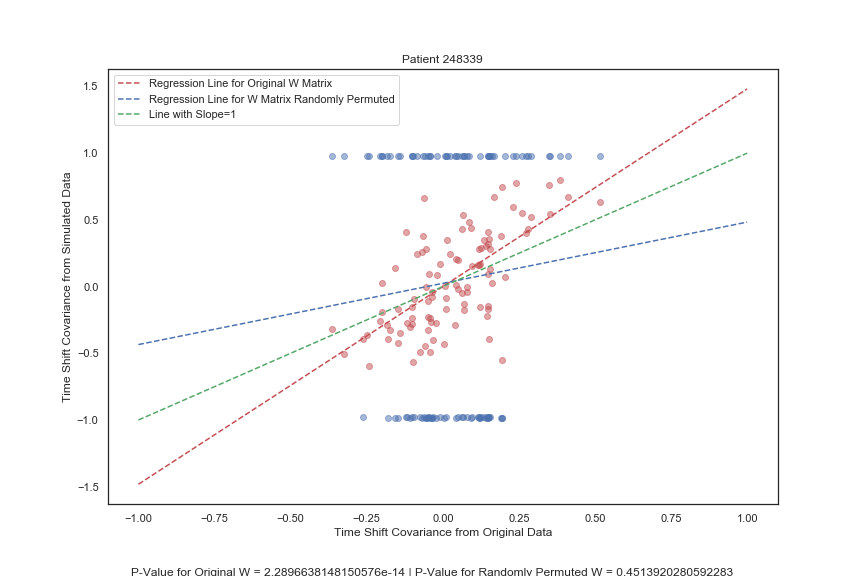 Patient 248339
Regression Line for Original W Matrix
Regression Line for W Matrix Randomly Permuted
Line with Slope=1
Time Shift Covariance from Simulated Data
1.5
1.0
0.5
0.0
−0.5
−1.0
−1.5
−1.00 −0.75 −0.50 −0.25 0.00 0.25 0.50 0.75 1.00
Time Shift Covariance from Original Data
P-Value for Original W = 2.2896638148150576e-14 | P-Value for Randomly Permuted W = 0.4513920280592283